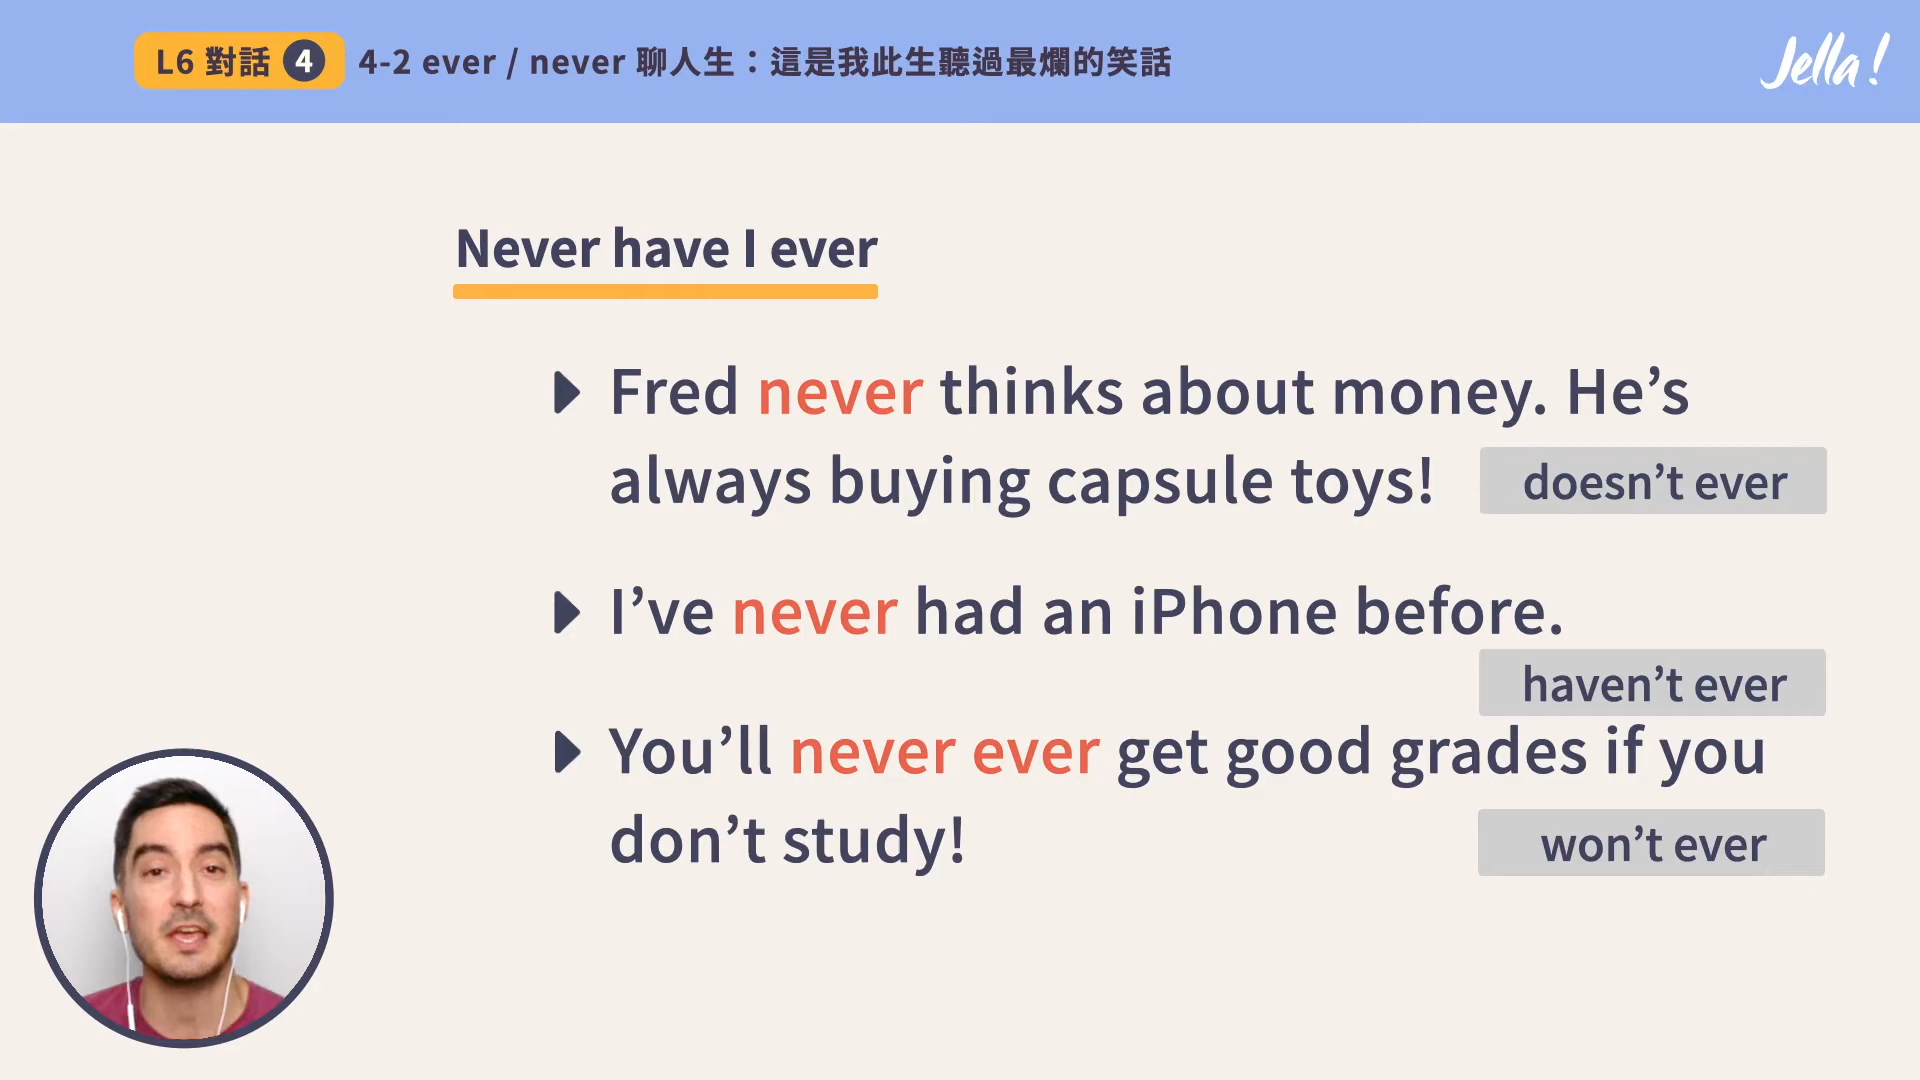 L6 對話 4 4-2 ever / never 聊人生：這是我此生聽過最爛的笑話
Jella!
Never have I ever
Fred never thinks about money. He’s
always buying capsule toys!
doesn’t ever
I’ve never had an iPhone before.
haven’t ever
You’ll never ever get good grades if you
don’t study!
won’t ever